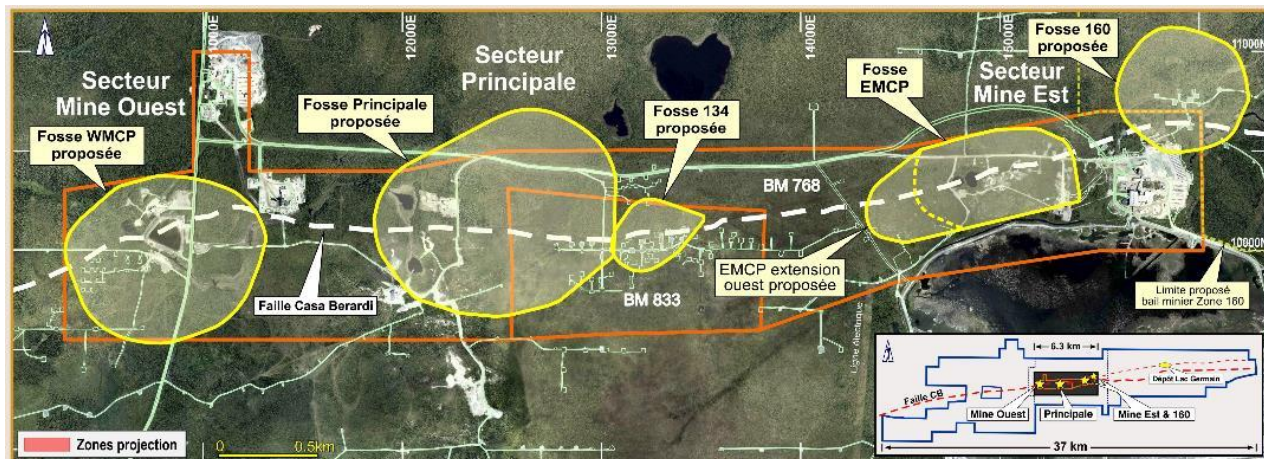 12000E
13000E
14000E
15000E
11000N
10000N
Secteur
Mine Ouest
Secteur
Principale
Secteur
Mine Est
Fosse 160
proposée
Fosse
EMCP
Fosse Principale
proposée
Fosse 134
proposée
Fosse WMCP
proposée
BM 768
BM 833
Faille Casa Berardi
EMCP extension
ouest proposée
Limite proposé
bail minier Zone 160
Ligne électrique
Zones projection
0 0.5km
6.3 km
Dépôt Lac Germain
Faille CB
Mine Ouest
Principale
Mine Est & 160
37 km